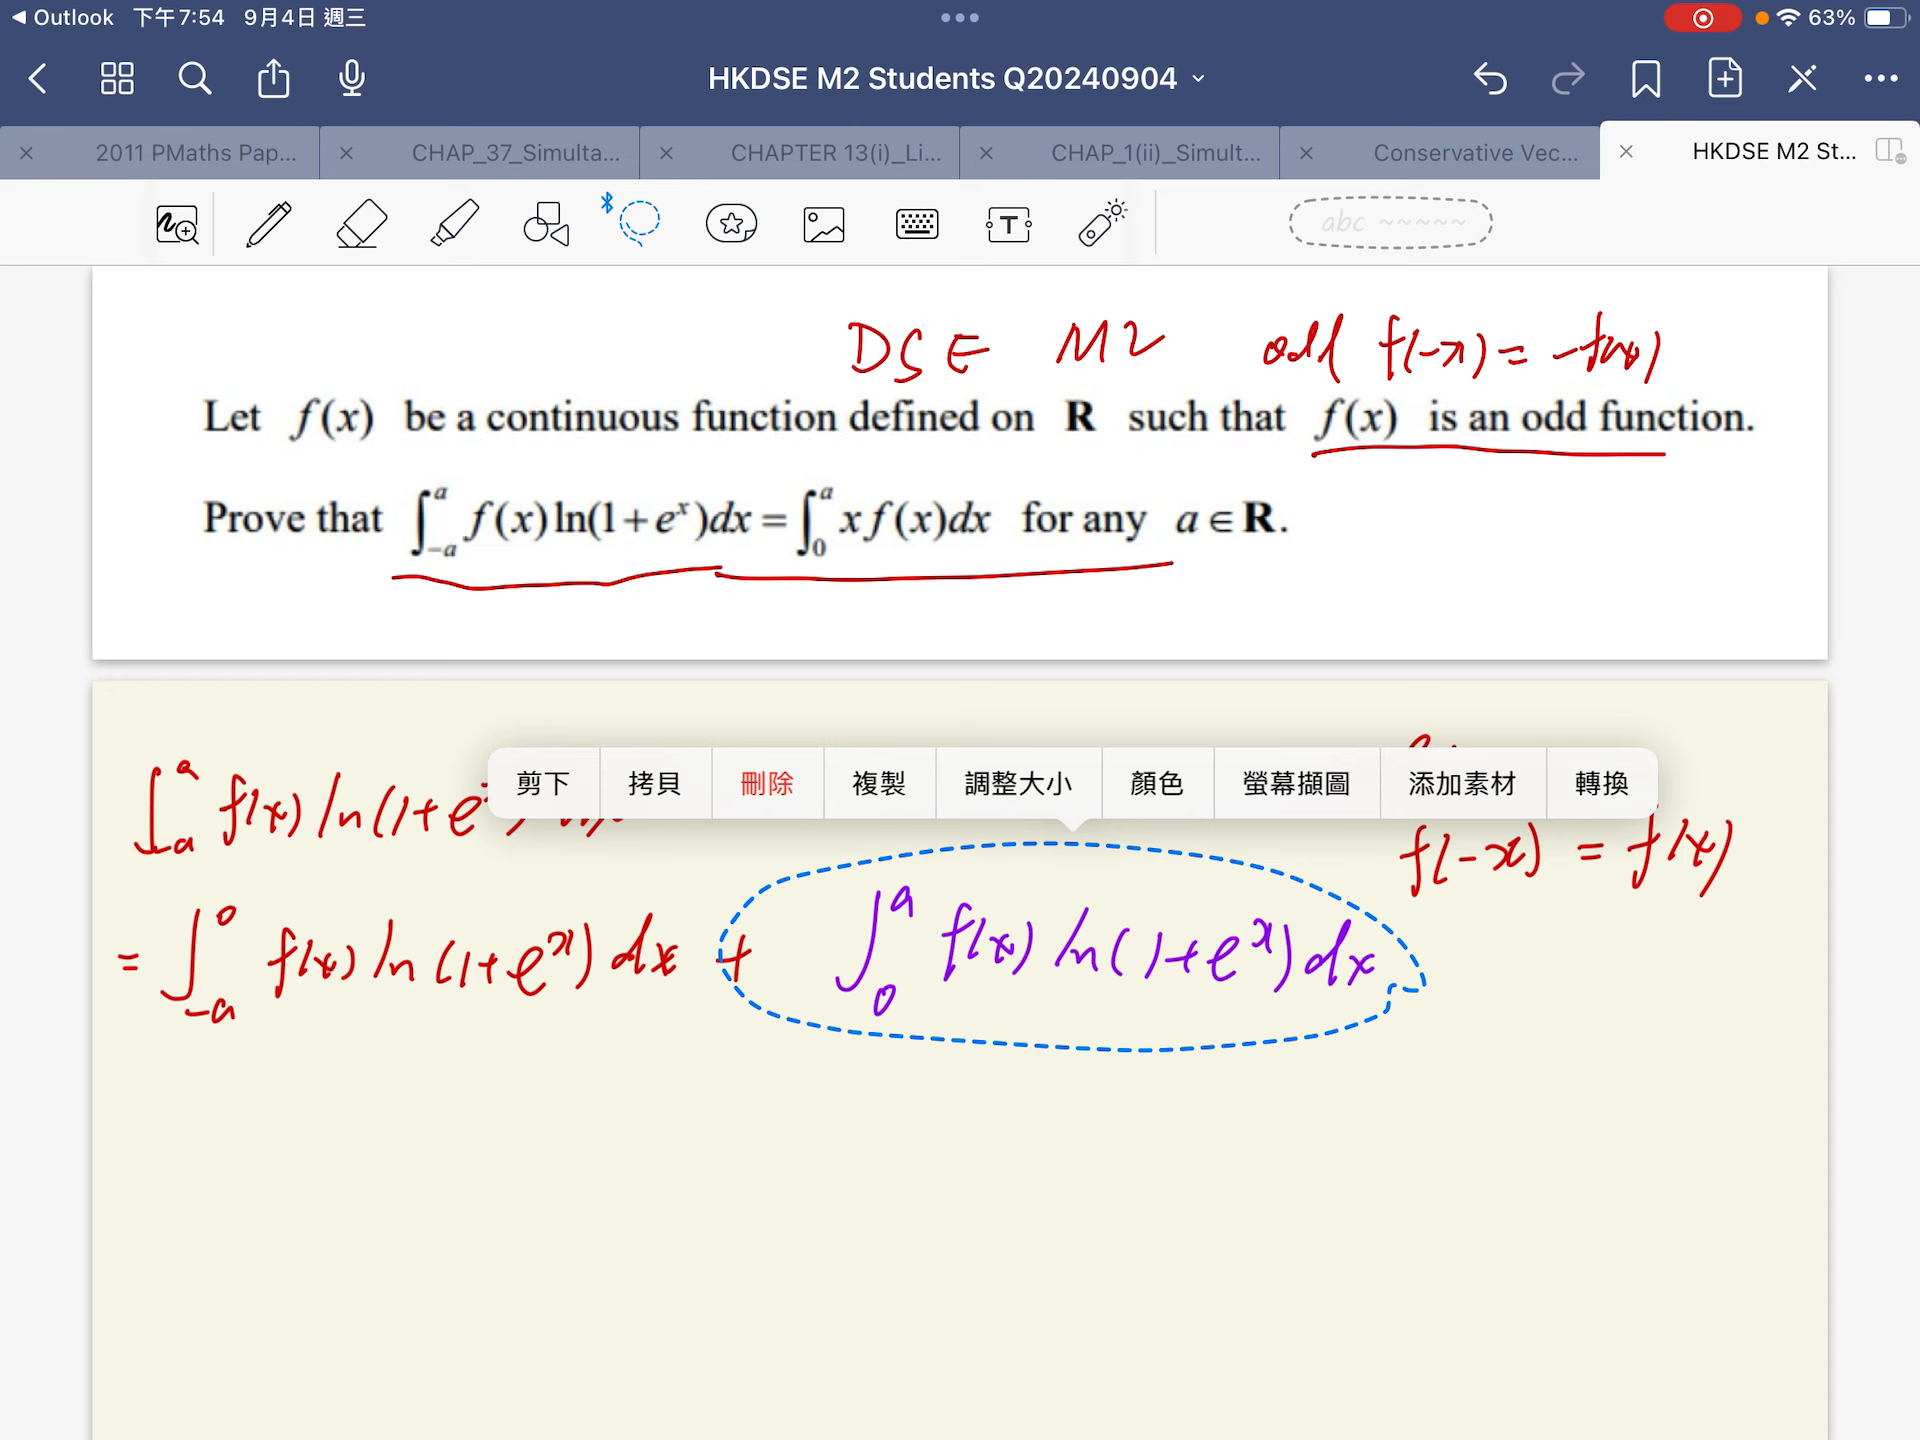 ◀ Outlook 下午7:54 9月4日 週三 63%
HKDSE M2 Students Q20240904
2011 PMaths Pap... CHAP_37_Simulta... CHAPTER 13(i)_Li... CHAP_1(ii)_Simult... Conservative Vec... HKDSE M2 St...
T abc
DSE M2 odd f(-x) = -f(x)
Let f(x) be a continuous function defined on R such that f(x) is an odd function.
Prove that ∫_{-a}^{a} f(x) ln(1+e^x)dx = ∫_0^a x f(x)dx for any a ∈ R.
剪下 拷貝 刪除 複製 調整大小 顏色 螢幕擷圖 添加素材 轉換
∫_{-a}^{a} f(x) ln(1+e
f(-x) = f(x)
= ∫_{-a}^{0} f(x) ln(1+e^x) dx + ∫_0^a f(x) ln(1+e^x) dx